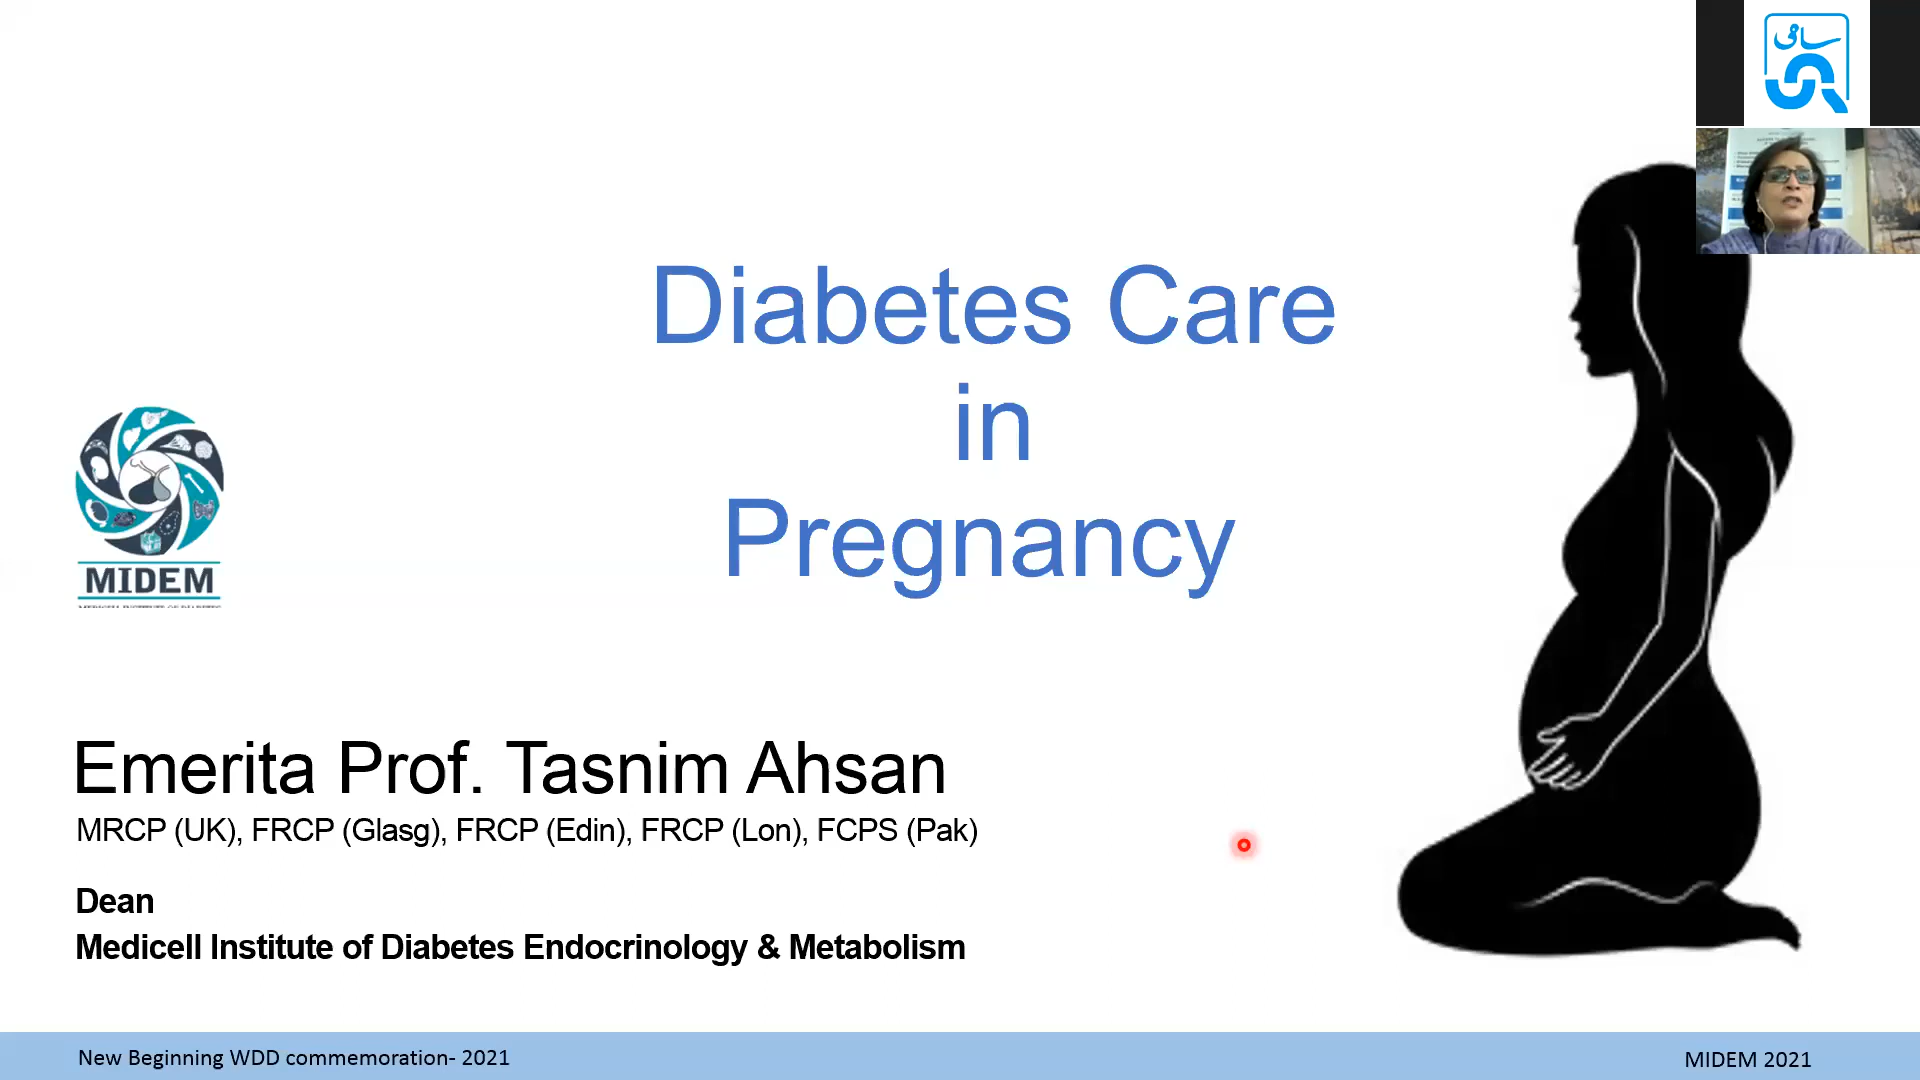 سامی
Diabetes Care
in
Pregnancy
MIDEM
Emerita Prof. Tasnim Ahsan
MRCP (UK), FRCP (Glasg), FRCP (Edin), FRCP (Lon), FCPS (Pak)
Dean
Medicell Institute of Diabetes Endocrinology & Metabolism
New Beginning WDD commemoration- 2021
MIDEM 2021